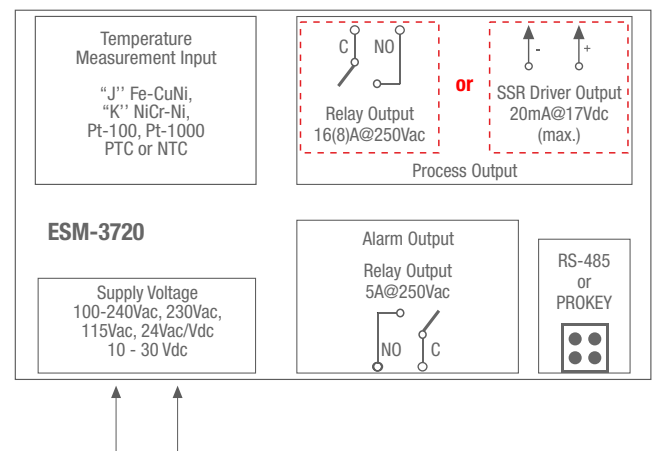 Temperature
Measurement Input
“J’’ Fe-CuNi,
“K’’ NiCr-Ni,
Pt-100, Pt-1000
PTC or NTC
C NO
Relay Output
16(8)A@250Vac
or
- +
SSR Driver Output
20mA@17Vdc
(max.)
Process Output
ESM-3720
Supply Voltage
100-240Vac, 230Vac,
115Vac, 24Vac/Vdc
10 - 30 Vdc
Alarm Output
Relay Output
5A@250Vac
NO C
RS-485
or
PROKEY